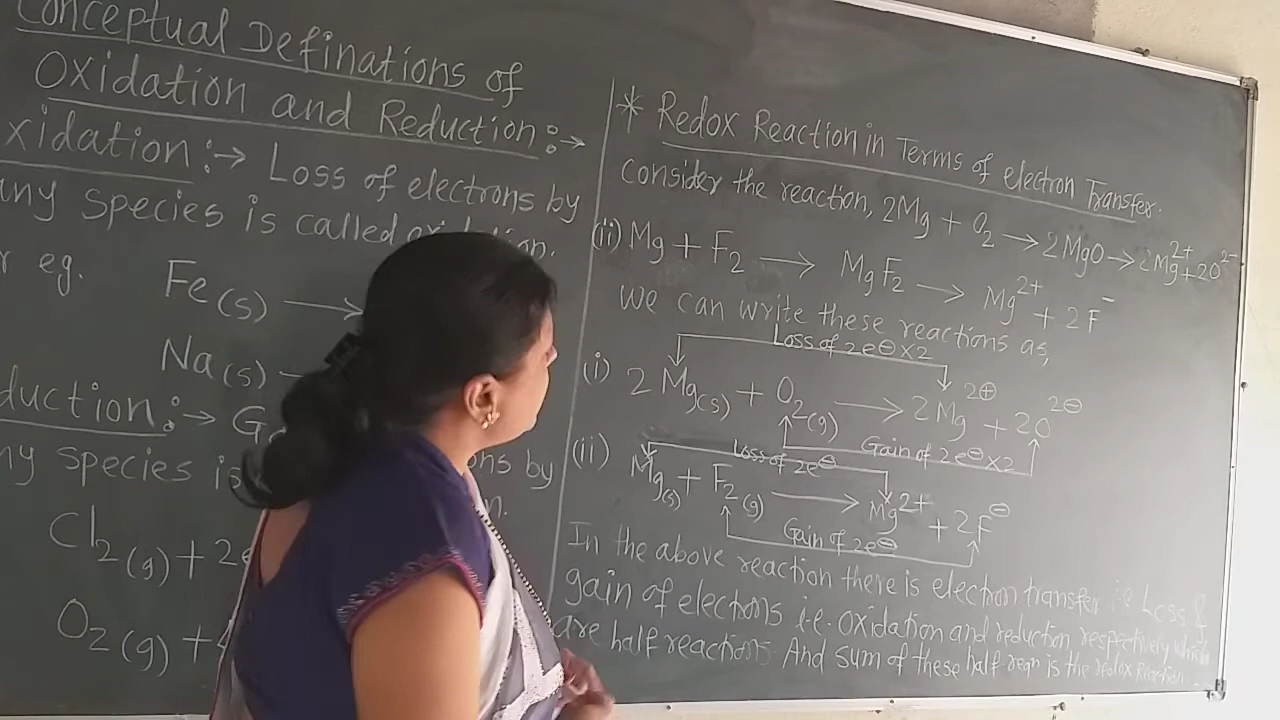 Conceptual Definations of
Oxidation and Reduction :→
xidation :→ Loss of electrons by
any species is called
eg.
Fe(s) →
Na(s)
duction :→
ny species is ns by
Cl2(g) + 2e
O2(g) +
* Redox Reaction in Terms of electron Transfer.
Consider the reaction, 2Mg + O2 → 2MgO → 2Mg²⁺ + 2O²⁻
(ii) Mg + F2 → MgF2 → Mg²⁺ + 2F⁻
We can write these reactions as,
Loss of 2e⊖ x 2
(i) 2Mg(s) + O2(g) → 2Mg²⊕ + 2O²⊖
Gain of 2e⊖ x 2
Loss of 2e⊖
(ii) Mg(s) + F2(g) → Mg²⁺ + 2F⊖
Gain of 2e⊖
In the above reaction there is electron transfer i.e Loss &
gain of electrons i.e. oxidation and reduction respectively which
are half reactions. And sum of these half reqn is the redox Reaction